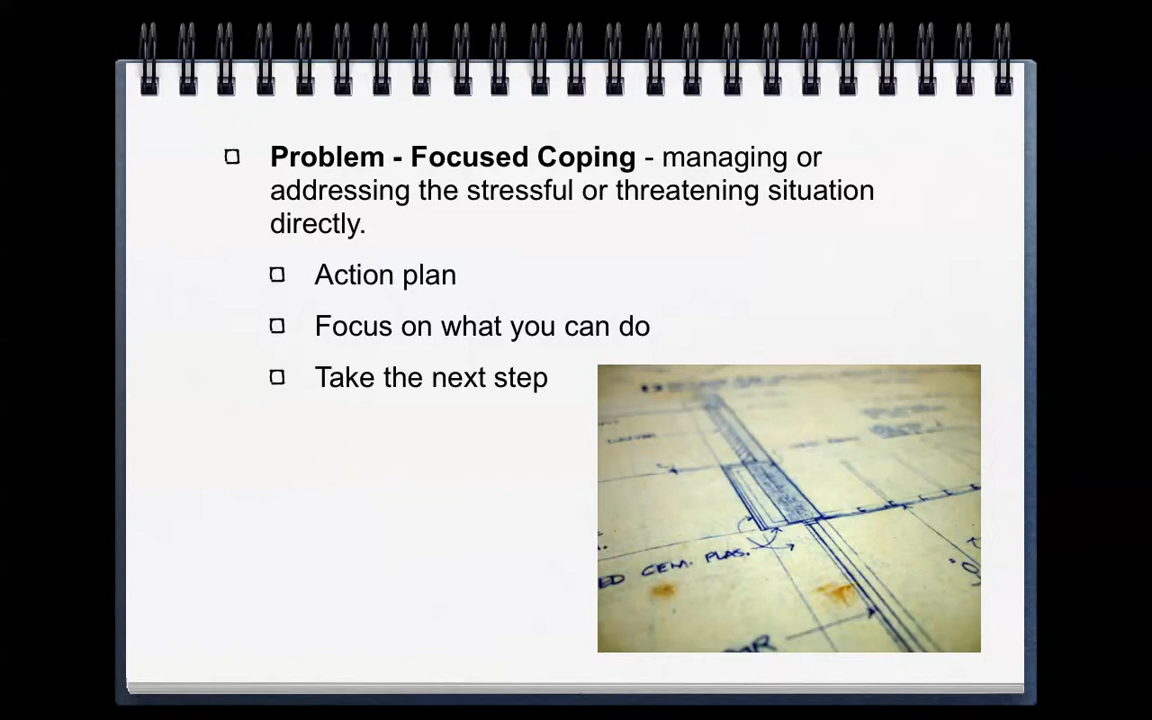 Problem - Focused Coping - managing or
addressing the stressful or threatening situation
directly.
Action plan
Focus on what you can do
Take the next step
ED CEM. PLAS.